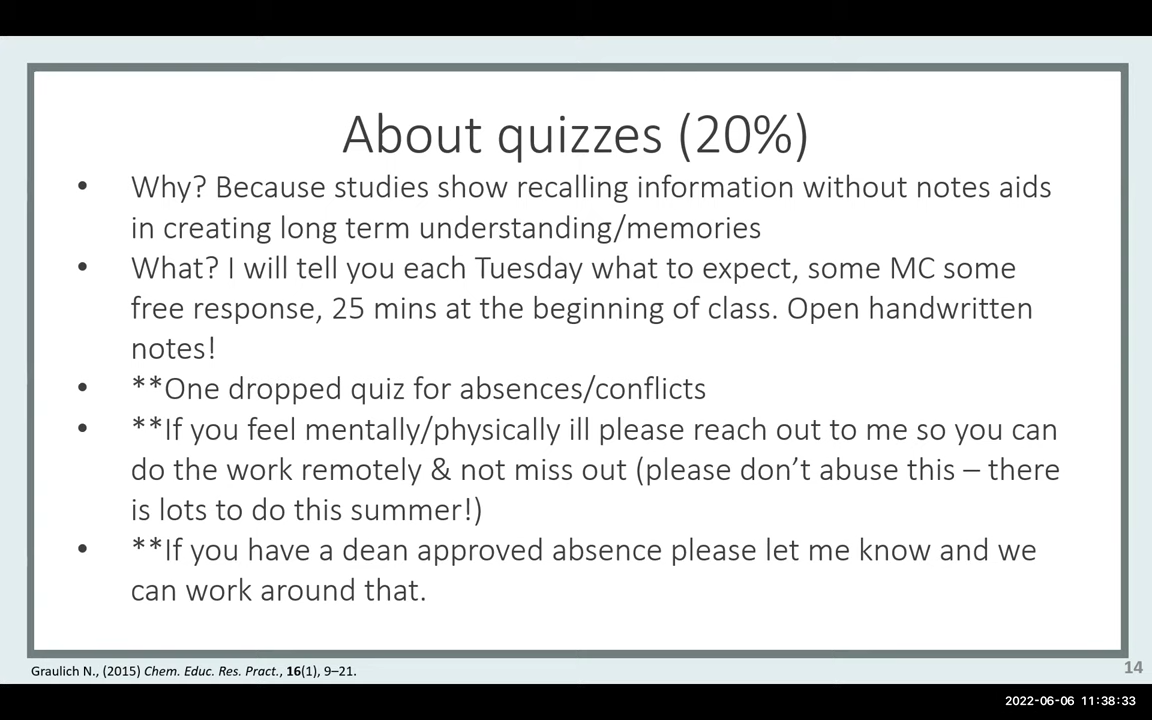 About quizzes (20%)
• Why? Because studies show recalling information without notes aids
in creating long term understanding/memories
• What? I will tell you each Tuesday what to expect, some MC some
free response, 25 mins at the beginning of class. Open handwritten
notes!
• **One dropped quiz for absences/conflicts
• **If you feel mentally/physically ill please reach out to me so you can
do the work remotely & not miss out (please don’t abuse this – there
is lots to do this summer!)
• **If you have a dean approved absence please let me know and we
can work around that.
Graulich N., (2015) Chem. Educ. Res. Pract., 16(1), 9–21.
14
2022-06-06 11:38:33